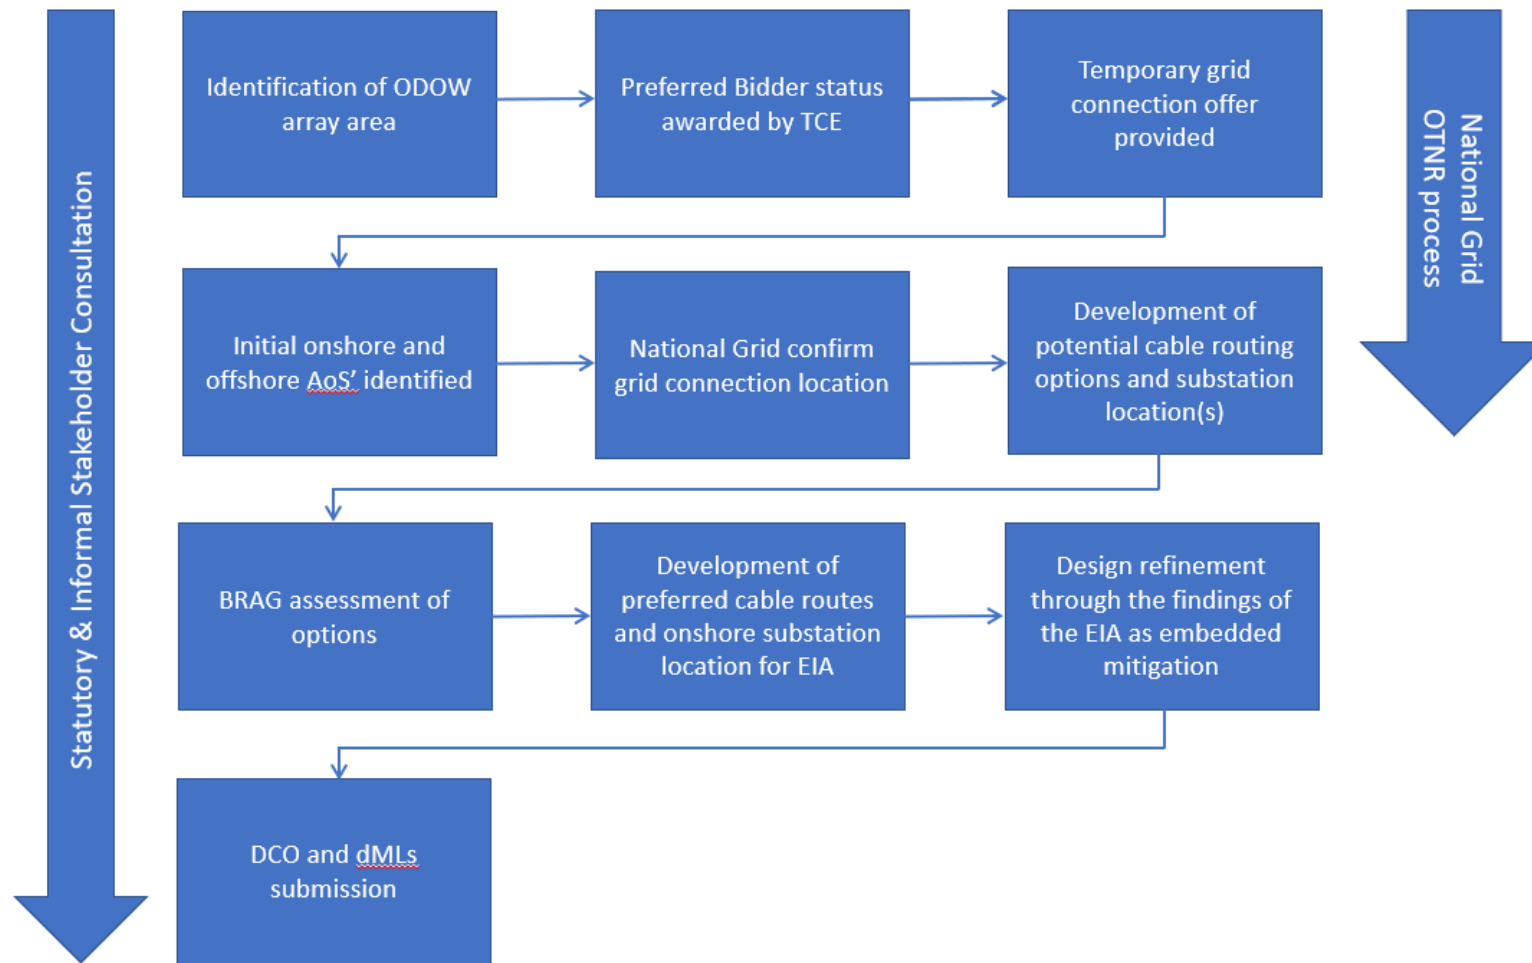 Statutory & Informal Stakeholder Consultation
Identification of ODOW
array area
Preferred Bidder status
awarded by TCE
Temporary grid
connection offer
provided
National Grid
OTNR process
Initial onshore and
offshore AoS’ identified
National Grid confirm
grid connection location
Development of
potential cable routing
options and substation
location(s)
BRAG assessment of
options
Development of
preferred cable routes
and onshore substation
location for EIA
Design refinement
through the findings of
the EIA as embedded
mitigation
DCO and dMLs
submission